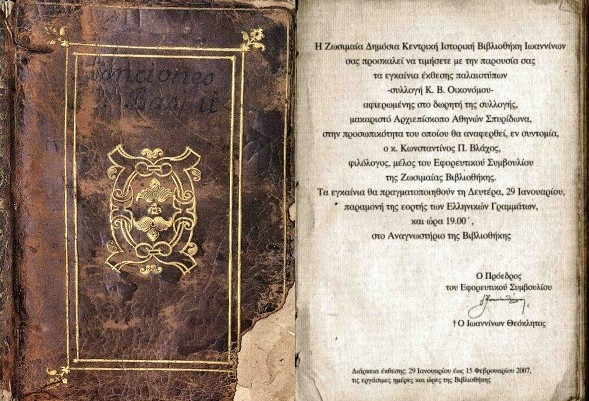 Canciones
Η Ζωσιμαία Δημόσια Κεντρική Ιστορική Βιβλιοθήκη Ιωαννίνων
σας προσκαλεί να τιμήσετε με την παρουσία σας
τα εγκαίνια έκθεσης παλαιοτύπων
-συλλογή Κ. Β. Οικονόμου-
αφιερωμένης στο δωρητή της συλλογής,
μακαριστό Αρχιεπίσκοπο Αθηνών Σπυρίδωνα,
στην προσωπικότητα του οποίου θα αναφερθεί, εν συντομία,
ο κ. Κωνσταντίνος Π. Βλάχος,
φιλόλογος, μέλος του Εφορευτικού Συμβουλίου
της Ζωσιμαίας Βιβλιοθήκης.
Τα εγκαίνια θα πραγματοποιηθούν τη Δευτέρα, 29 Ιανουαρίου,
παραμονή της εορτής των Ελληνικών Γραμμάτων,
και ώρα 19.00΄,
στο Αναγνωστήριο της Βιβλιοθήκης
Ο Πρόεδρος
του Εφορευτικού Συμβουλίου
† Ο Ιωαννίνων Θεόκλητος
Διάρκεια έκθεσης: 29 Ιανουαρίου έως 15 Φεβρουαρίου 2007,
τις εργάσιμες ημέρες και ώρες της Βιβλιοθήκης